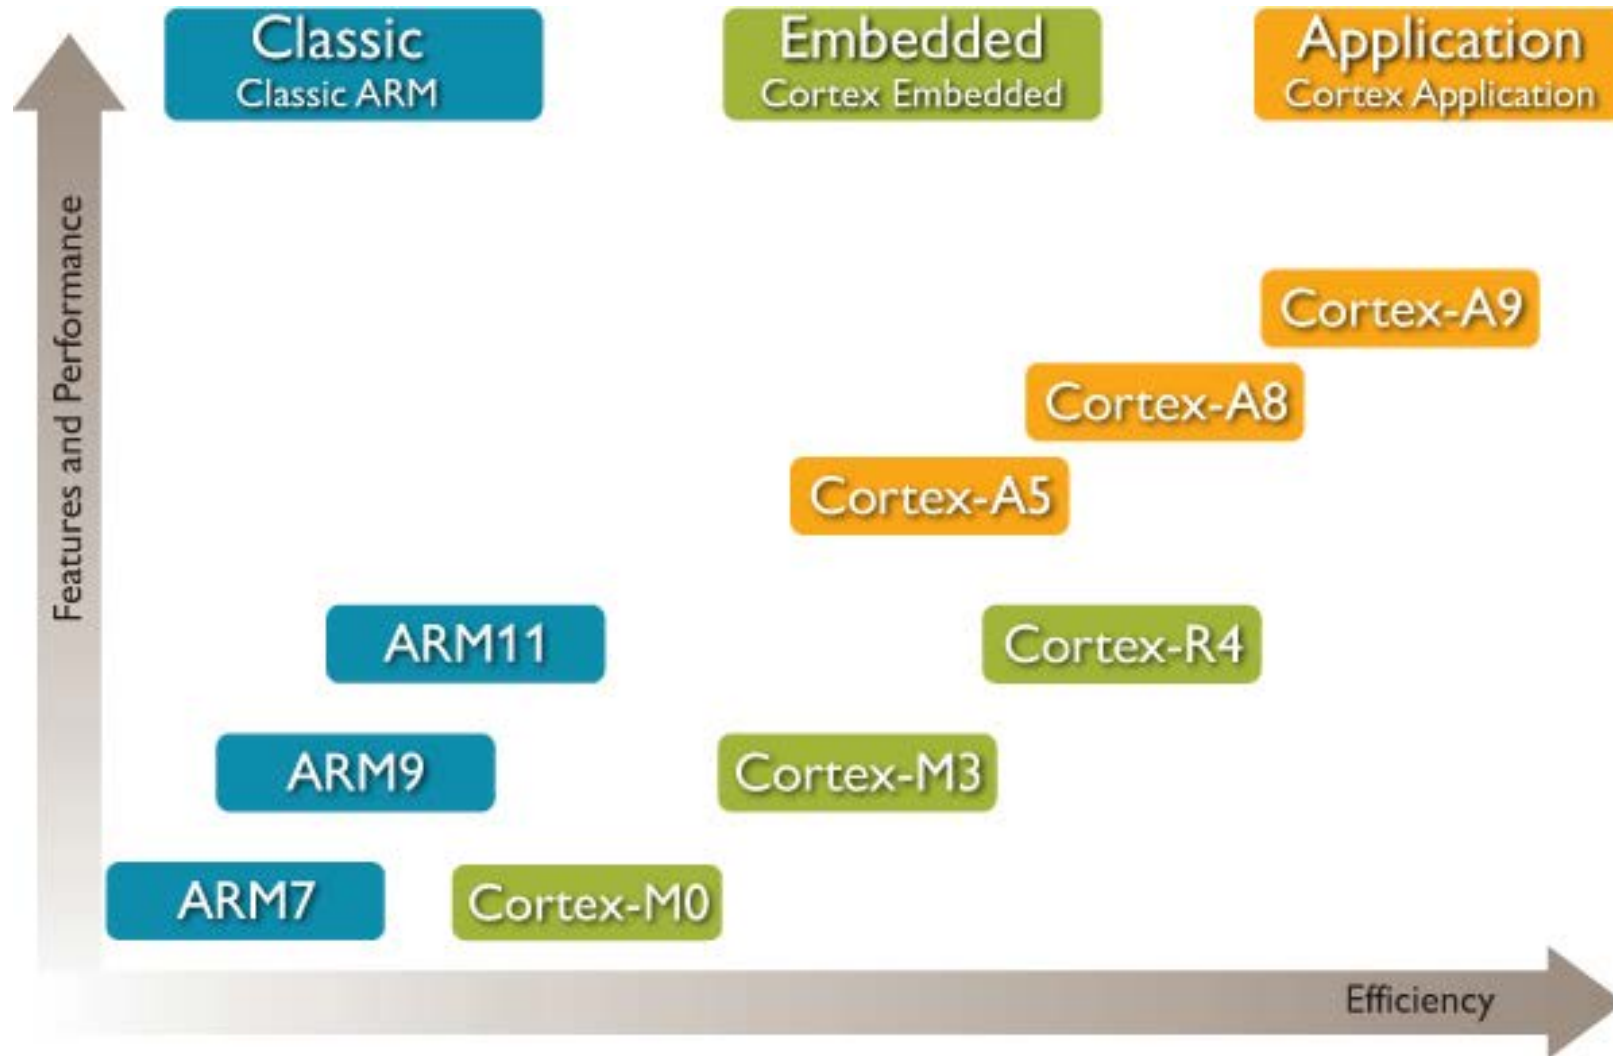 Classic
Classic ARM
Embedded
Cortex Embedded
Application
Cortex Application
Features and Performance
Cortex-A9
Cortex-A8
Cortex-A5
ARM11
Cortex-R4
ARM9
Cortex-M3
ARM7
Cortex-M0
Efficiency